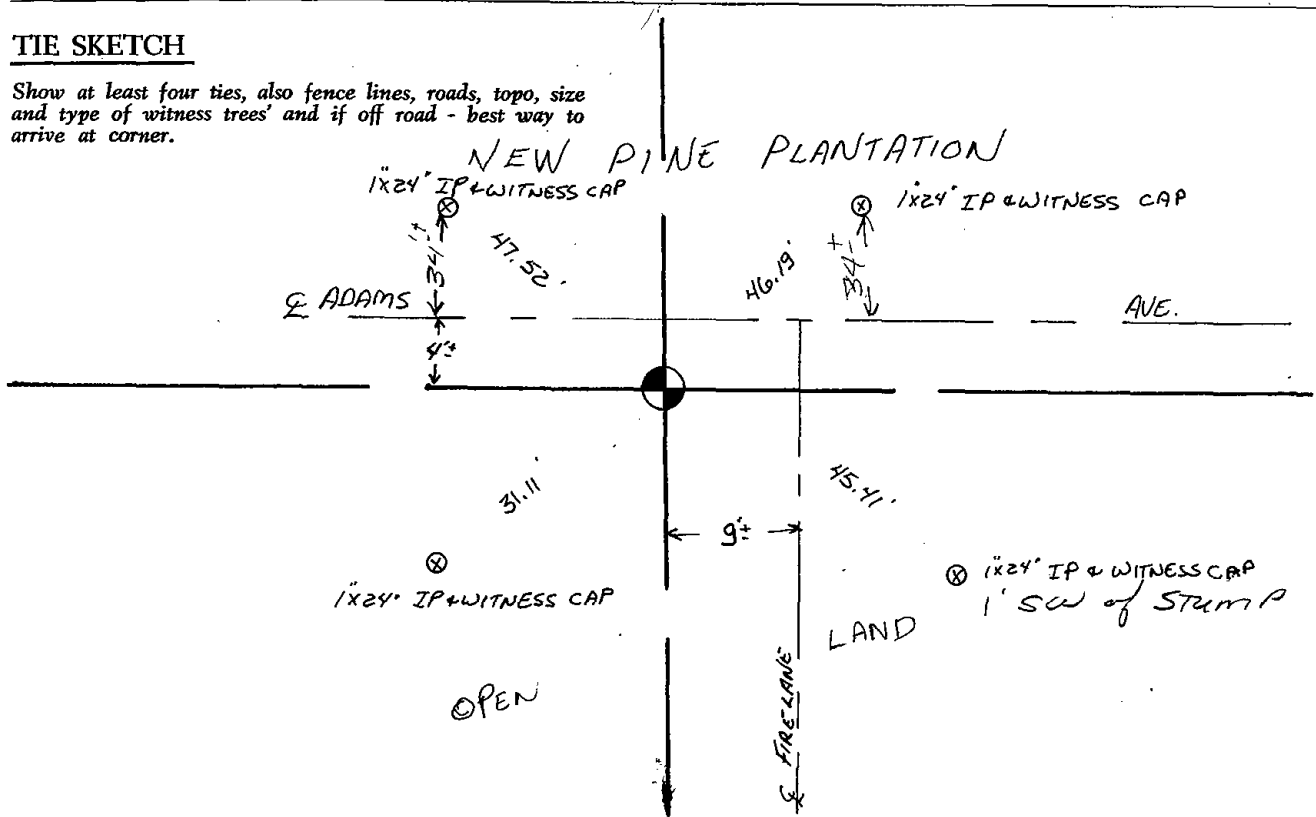 TIE SKETCH
Show at least four ties, also fence lines, roads, topo, size
and type of witness trees' and if off road - best way to
arrive at corner.
NEW PINE PLANTATION
1"x24" IP & WITNESS CAP
1"x24" IP & WITNESS CAP
34'±
47.52'
46.19'
34'±
℄ ADAMS
AVE.
4'±
31.11'
45.41'
9'±
1"x24" IP & WITNESS CAP
1"x24" IP & WITNESS CAP
1' SW of STUMP
LAND
OPEN
℄ FIRELANE